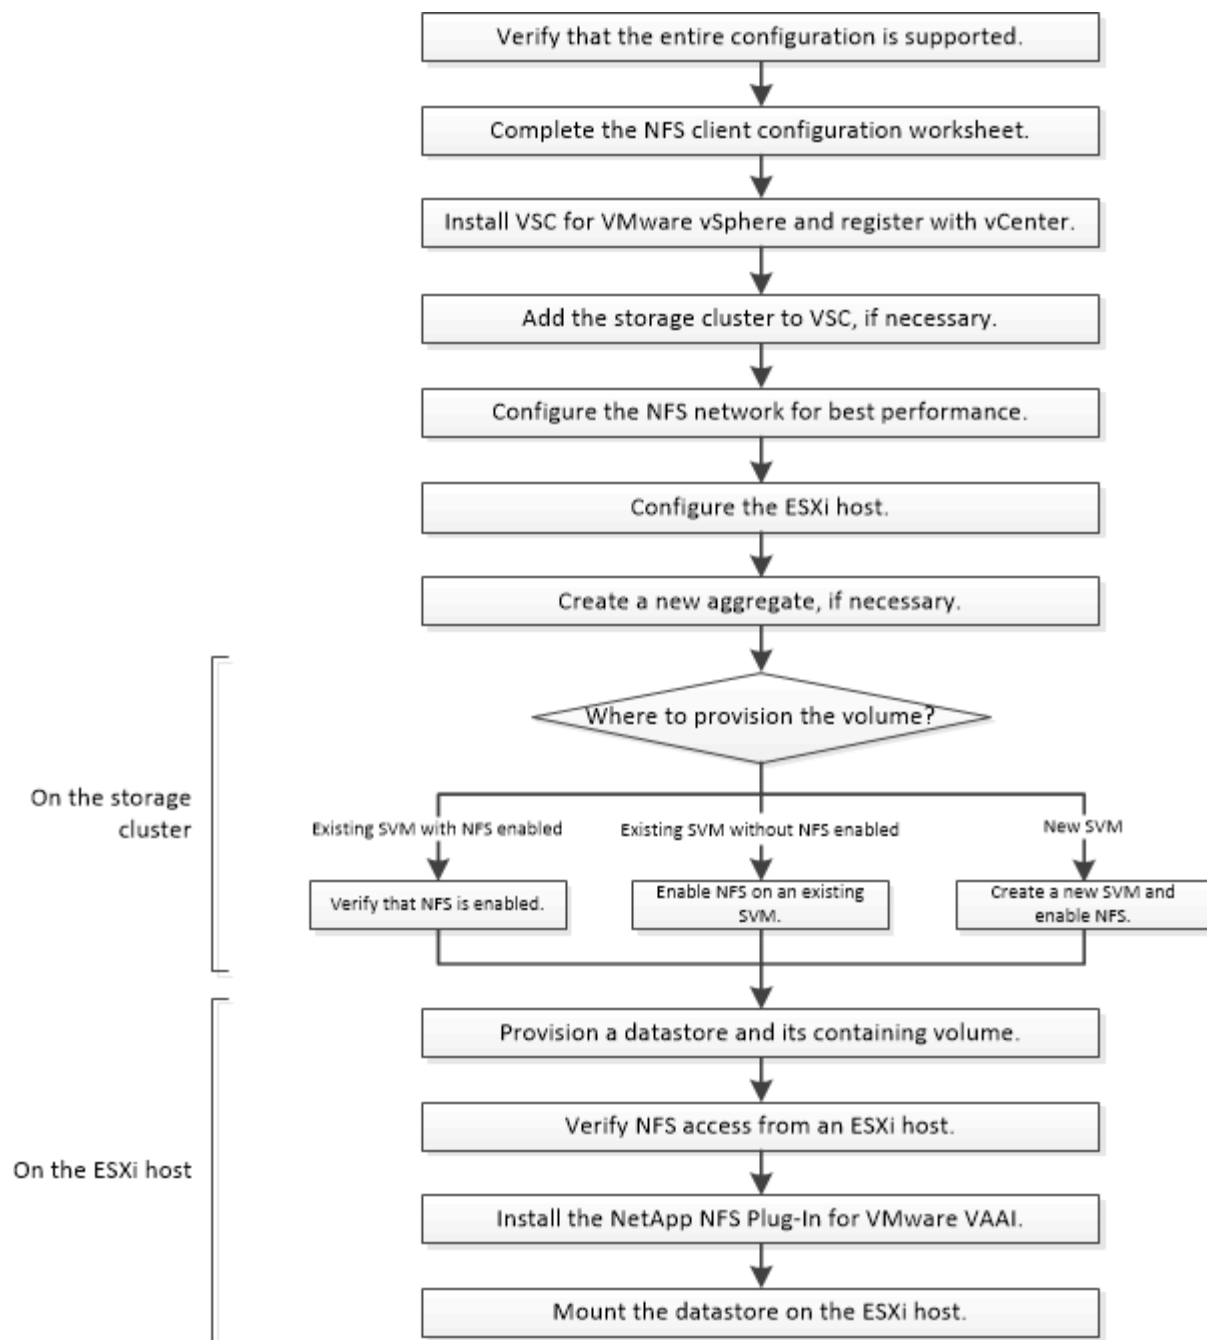 Verify that the entire configuration is supported.
Complete the NFS client configuration worksheet.
Install VSC for VMware vSphere and register with vCenter.
Add the storage cluster to VSC, if necessary.
Configure the NFS network for best performance.
Configure the ESXi host.
Create a new aggregate, if necessary.
Where to provision the volume?
On the storage
cluster
Existing SVM with NFS enabled
Existing SVM without NFS enabled
New SVM
Verify that NFS is enabled.
Enable NFS on an existing
SVM.
Create a new SVM and
enable NFS.
Provision a datastore and its containing volume.
Verify NFS access from an ESXi host.
On the ESXi host
Install the NetApp NFS Plug-In for VMware VAAI.
Mount the datastore on the ESXi host.